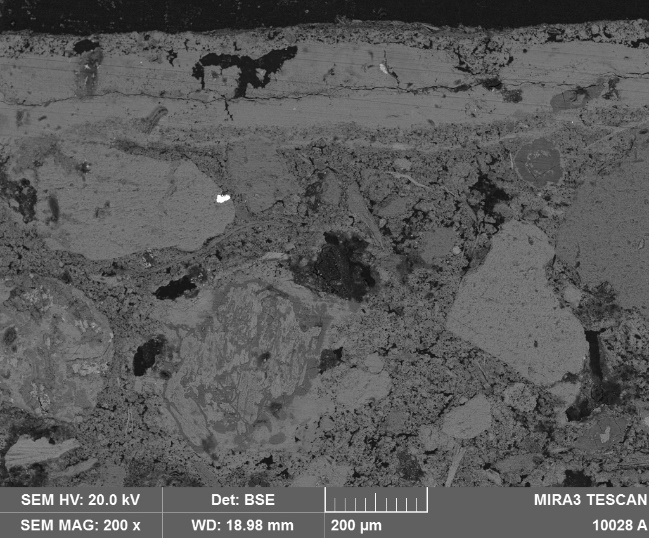 SEM HV: 20.0 kV
Det: BSE
MIRA3 TESCAN
SEM MAG: 200 x
WD: 18.98 mm
200 µm
10028 A